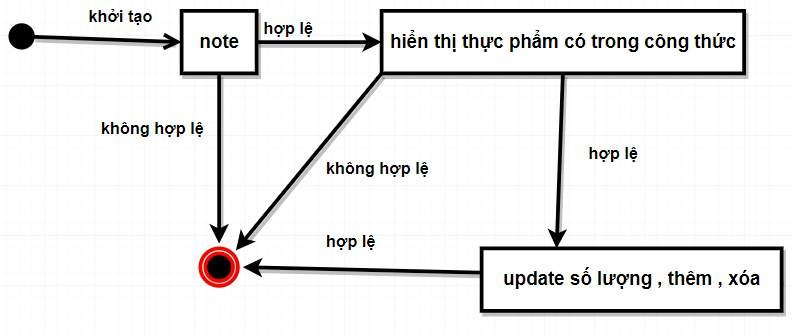 khởi tạo
note
hợp lệ
hiển thị thực phẩm có trong công thức
không hợp lệ
không hợp lệ
hợp lệ
hợp lệ
update số lượng , thêm , xóa